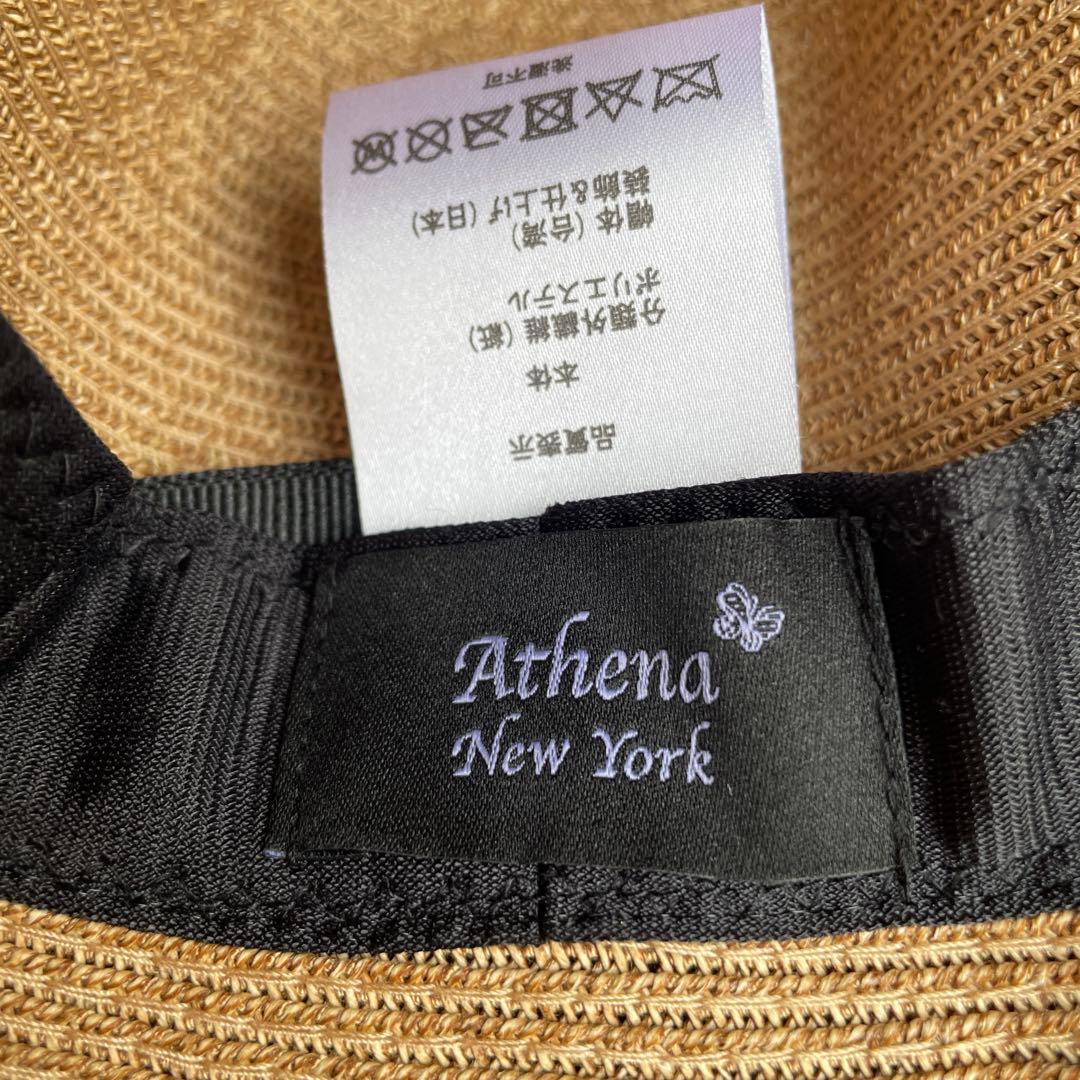 品質表示
本体
分類外繊維(紙)
ポリエステル
帽体(台湾)
装飾&仕上げ(日本)
洗濯不可
Athena
New York